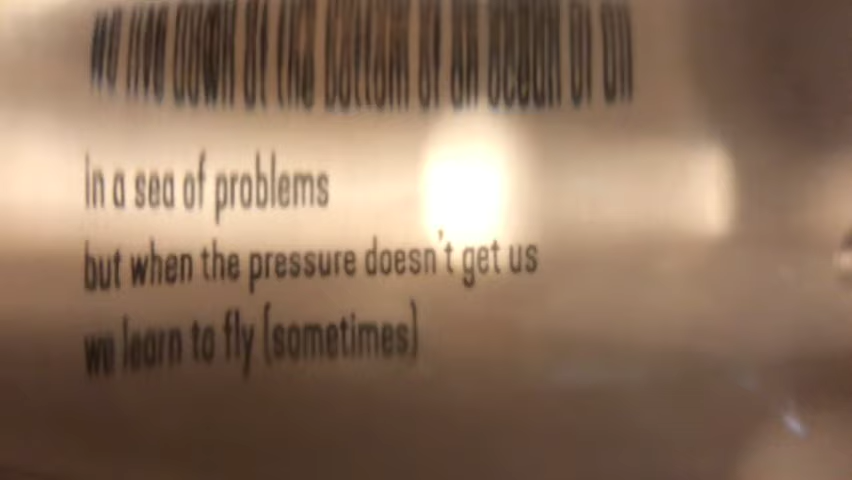 we live down at the bottom of an ocean of oil
in a sea of problems
but when the pressure doesn't get us
we learn to fly (sometimes)